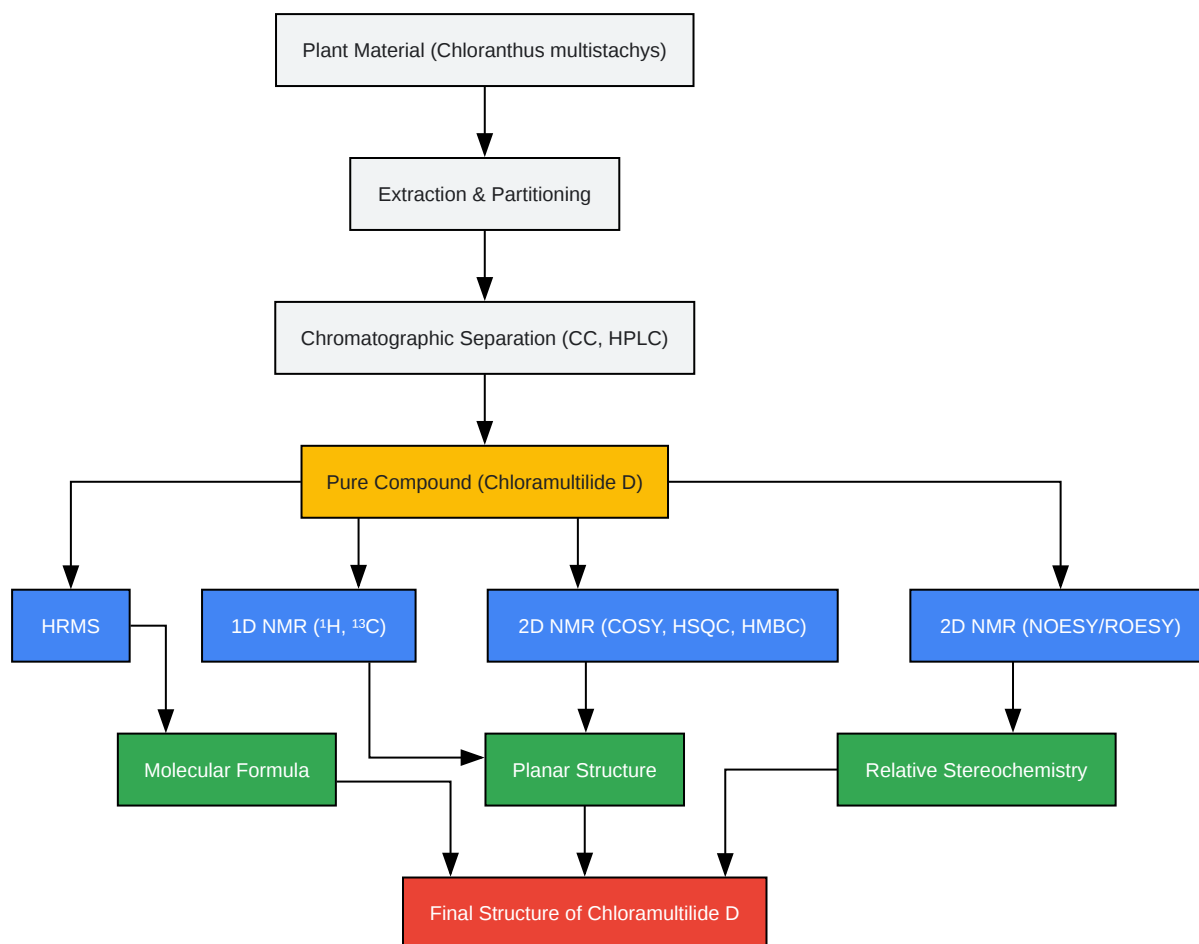 Plant Material (Chloranthus multistachys)
Extraction & Partitioning
Chromatographic Separation (CC, HPLC)
Pure Compound (Chloramultilide D)
HRMS
1D NMR (¹H, ¹³C)
2D NMR (COSY, HSQC, HMBC)
2D NMR (NOESY/ROESY)
Molecular Formula
Planar Structure
Relative Stereochemistry
Final Structure of Chloramultilide D